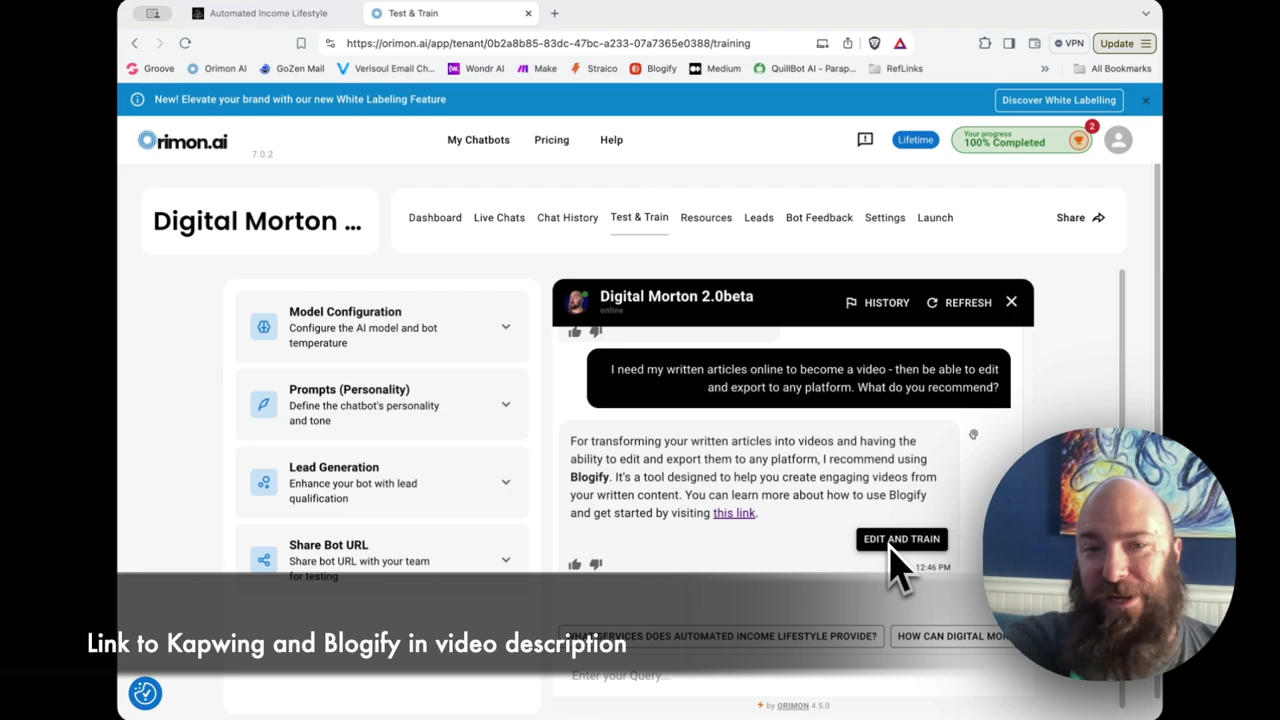 Automated Income Lifestyle
Test & Train
https://orimon.ai/app/tenant/0b2a8b85-83dc-47bc-a233-07a7365e0388/training
VPN
Update
Groove
Orimon AI
GoZen Mail
Verisoul Email Ch...
Wondr AI
Make
Straico
Blogify
Medium
QuillBot AI – Parap...
RefLinks
»
All Bookmarks
New! Elevate your brand with our new White Labeling Feature
Discover White Labelling
Orimon.ai
7.0.2
My Chatbots
Pricing
Help
Lifetime
Your progress
100% Completed
2
Digital Morton ...
Dashboard
Live Chats
Chat History
Test & Train
Resources
Leads
Bot Feedback
Settings
Launch
Share
Model Configuration
Configure the AI model and bot
temperature
Prompts (Personality)
Define the chatbot's personality
and tone
Lead Generation
Enhance your bot with lead
qualification
Share Bot URL
Share bot URL with your team
for testing
Digital Morton 2.0beta
online
HISTORY
REFRESH
I need my written articles online to become a video - then be able to edit
and export to any platform. What do you recommend?
For transforming your written articles into videos and having the
ability to edit and export them to any platform, I recommend using
Blogify. It's a tool designed to help you create engaging videos from
your written content. You can learn more about how to use Blogify
and get started by visiting this link.
EDIT AND TRAIN
12:46 PM
WHAT SERVICES DOES AUTOMATED INCOME LIFESTYLE PROVIDE?
HOW CAN DIGITAL
Enter your Query...
by ORIMON 4.5.0
Link to Kapwing and Blogify in video description